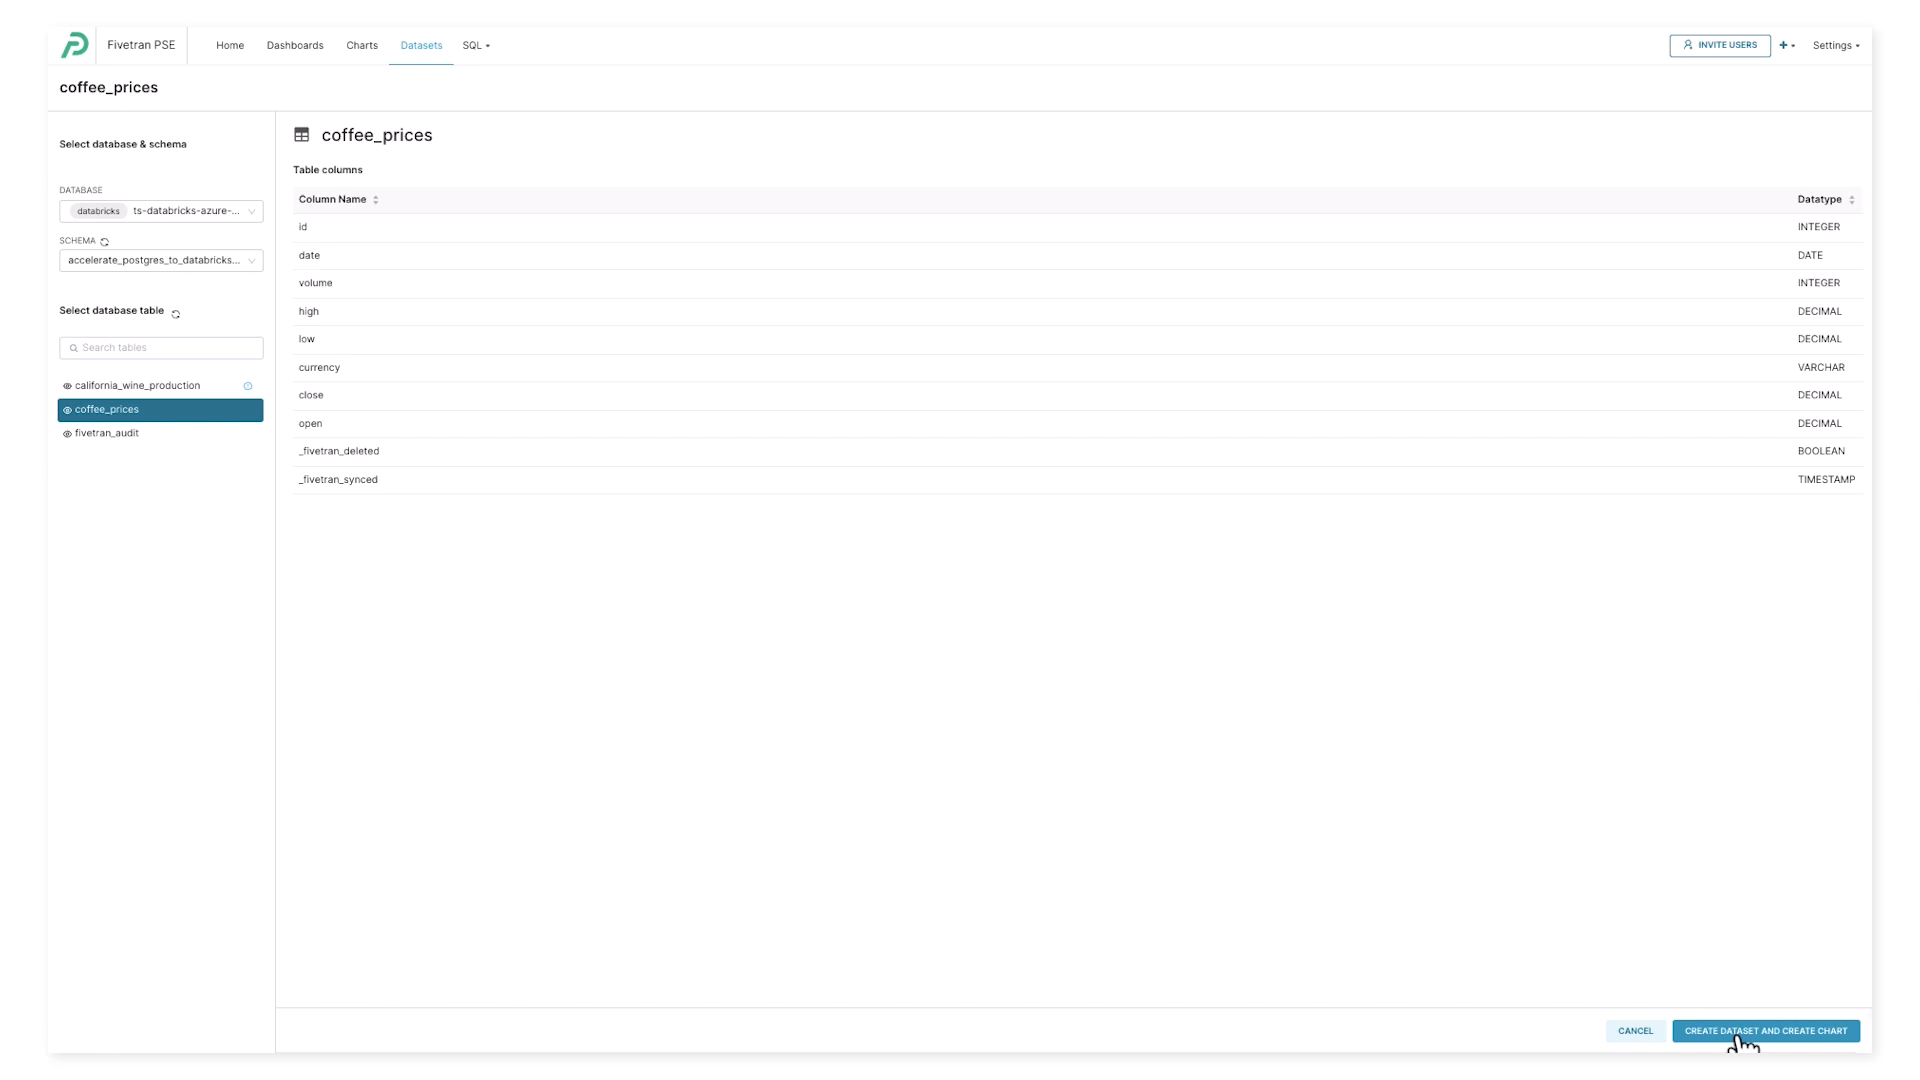 Fivetran PSE
Home
Dashboards
Charts
Datasets
SQL
INVITE USERS
Settings
coffee_prices
Select database & schema
DATABASE
databricks ts-databricks-azure-...
SCHEMA
accelerate_postgres_to_databricks...
Select database table
Search tables
california_wine_production
coffee_prices
fivetran_audit
coffee_prices
Table columns
Column Name Datatype
id INTEGER
date DATE
volume INTEGER
high DECIMAL
low DECIMAL
currency VARCHAR
close DECIMAL
open DECIMAL
_fivetran_deleted BOOLEAN
_fivetran_synced TIMESTAMP
CANCEL
CREATE DATASET AND CREATE CHART